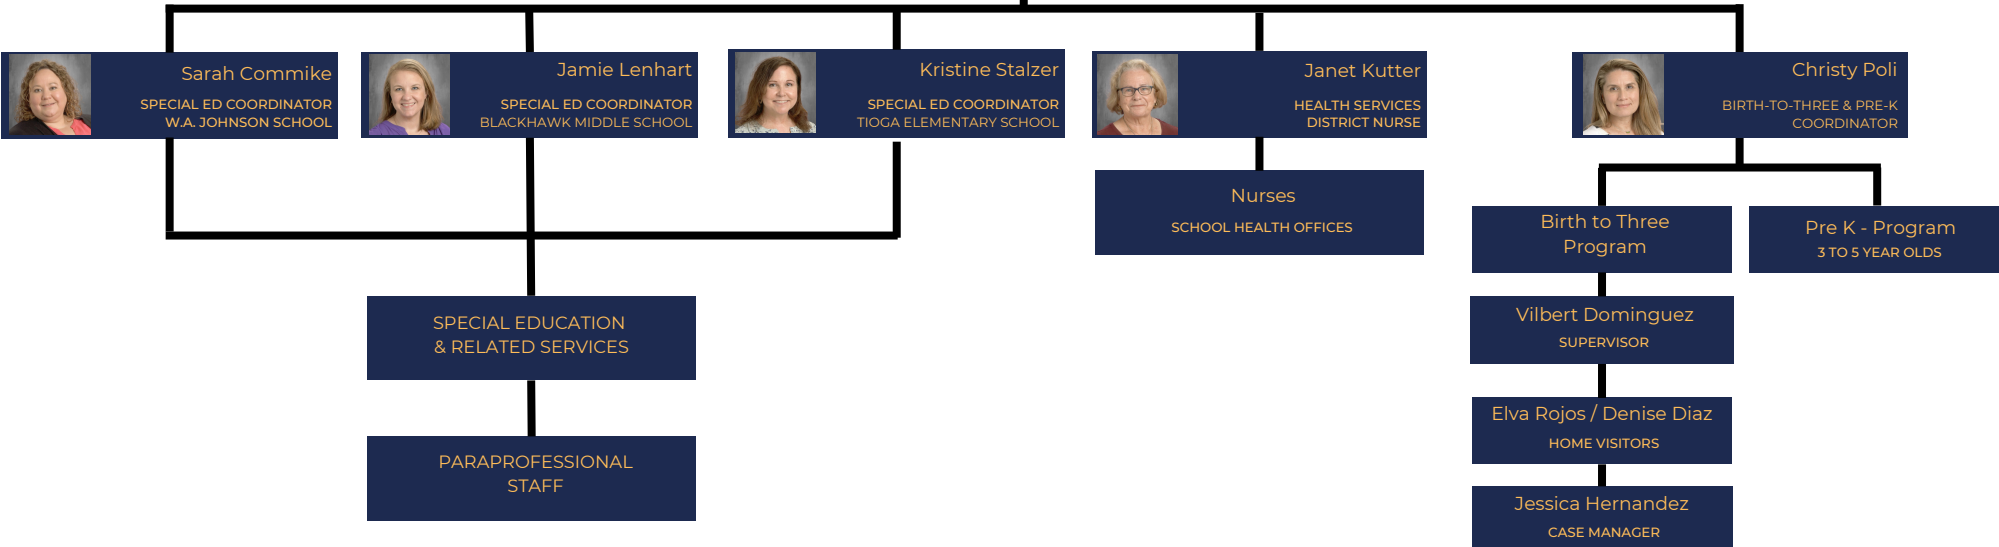 Sarah Commike
SPECIAL ED COORDINATOR
W.A. JOHNSON SCHOOL
Jamie Lenhart
SPECIAL ED COORDINATOR
BLACKHAWK MIDDLE SCHOOL
Kristine Stalzer
SPECIAL ED COORDINATOR
TIOGA ELEMENTARY SCHOOL
Janet Kutter
HEALTH SERVICES
DISTRICT NURSE
Christy Poli
BIRTH-TO-THREE & PRE-K
COORDINATOR
Nurses
SCHOOL HEALTH OFFICES
Birth to Three
Program
Pre K - Program
3 TO 5 YEAR OLDS
SPECIAL EDUCATION
& RELATED SERVICES
Vilbert Dominguez
SUPERVISOR
PARAPROFESSIONAL
STAFF
Elva Rojos / Denise Diaz
HOME VISITORS
Jessica Hernandez
CASE MANAGER